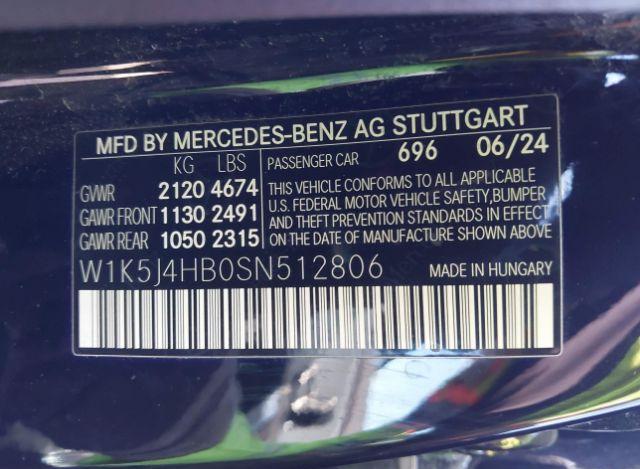 MFD BY MERCEDES-BENZ AG STUTTGART
KG LBS PASSENGER CAR 696 06/24
GVWR 2120 4674
GAWR FRONT 1130 2491
GAWR REAR 1050 2315
THIS VEHICLE CONFORMS TO ALL APPLICABLE
U.S. FEDERAL MOTOR VEHICLE SAFETY, BUMPER
AND THEFT PREVENTION STANDARDS IN EFFECT
ON THE DATE OF MANUFACTURE SHOWN ABOVE
W1K5J4HB0SN512806 MADE IN HUNGARY